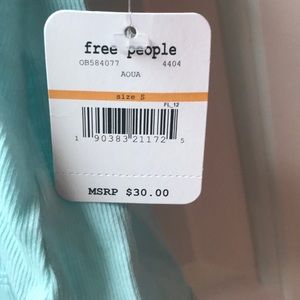 free people
OB584077 4404
AQUA
size S
FL_12
1 90383 21172 5
MSRP $30.00